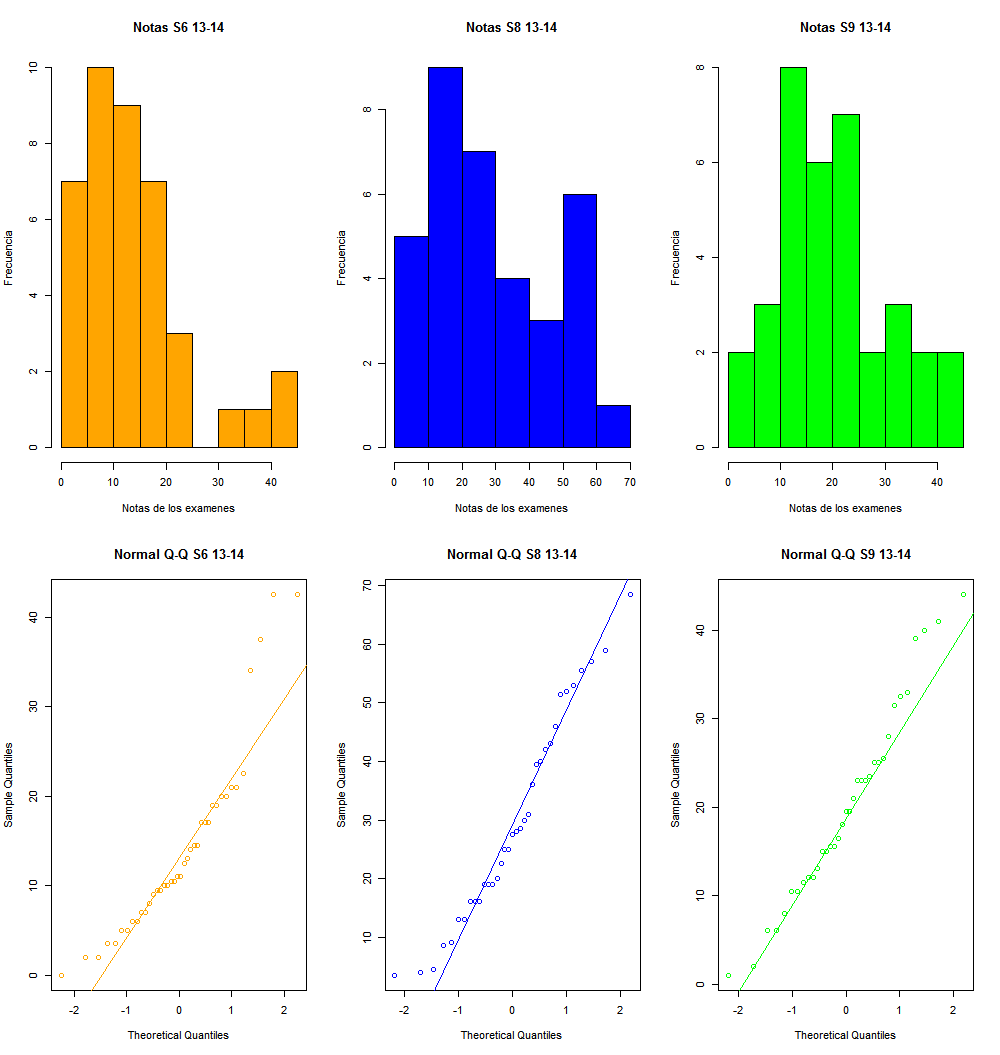 Notas S6 13-14
Notas S8 13-14
Notas S9 13-14
Frecuencia
0 2 4 6 8 10
0 10 20 30 40
Notas de los examenes
Frecuencia
0 2 4 6 8
0 10 20 30 40 50 60 70
Notas de los examenes
Frecuencia
0 2 4 6 8
0 10 20 30 40
Notas de los examenes
Normal Q-Q S6 13-14
Normal Q-Q S8 13-14
Normal Q-Q S9 13-14
Sample Quantiles
0 10 20 30 40
-2 -1 0 1 2
Theoretical Quantiles
Sample Quantiles
10 20 30 40 50 60 70
-2 -1 0 1 2
Theoretical Quantiles
Sample Quantiles
0 10 20 30 40
-2 -1 0 1 2
Theoretical Quantiles